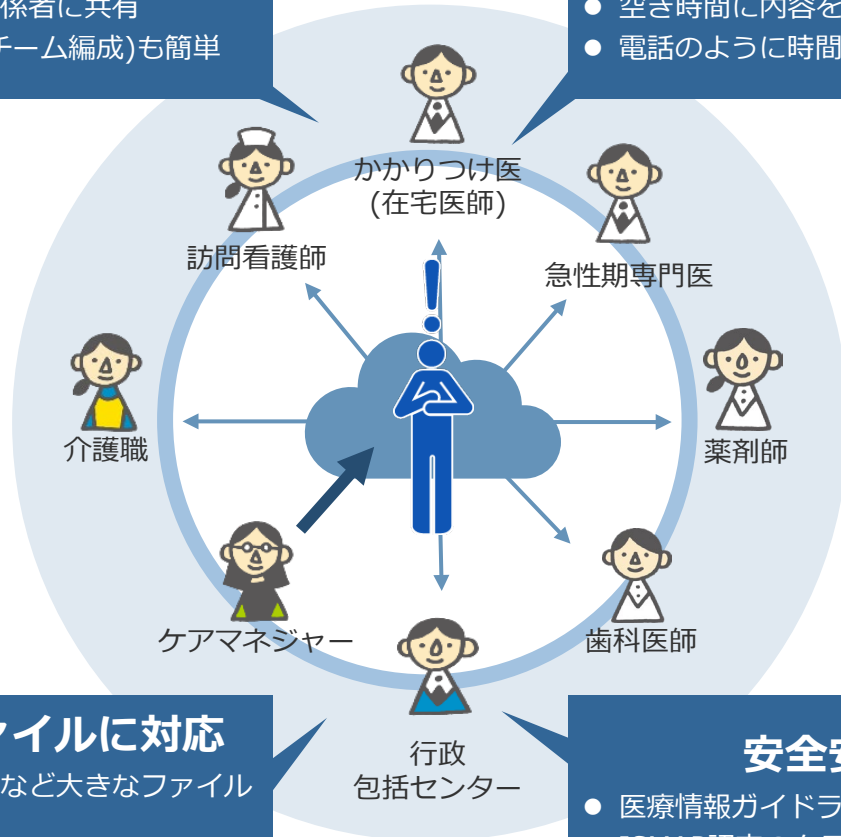 係者に共有
チーム編成)も簡単
● 空き時間に内容を
● 電話のように時間
かかりつけ医
(在宅医師)
訪問看護師
急性期専門医
介護職
薬剤師
ケアマネジャー
歯科医師
行政
包括センター
ァイルに対応
など大きなファイル
安全安
● 医療情報ガイドラ